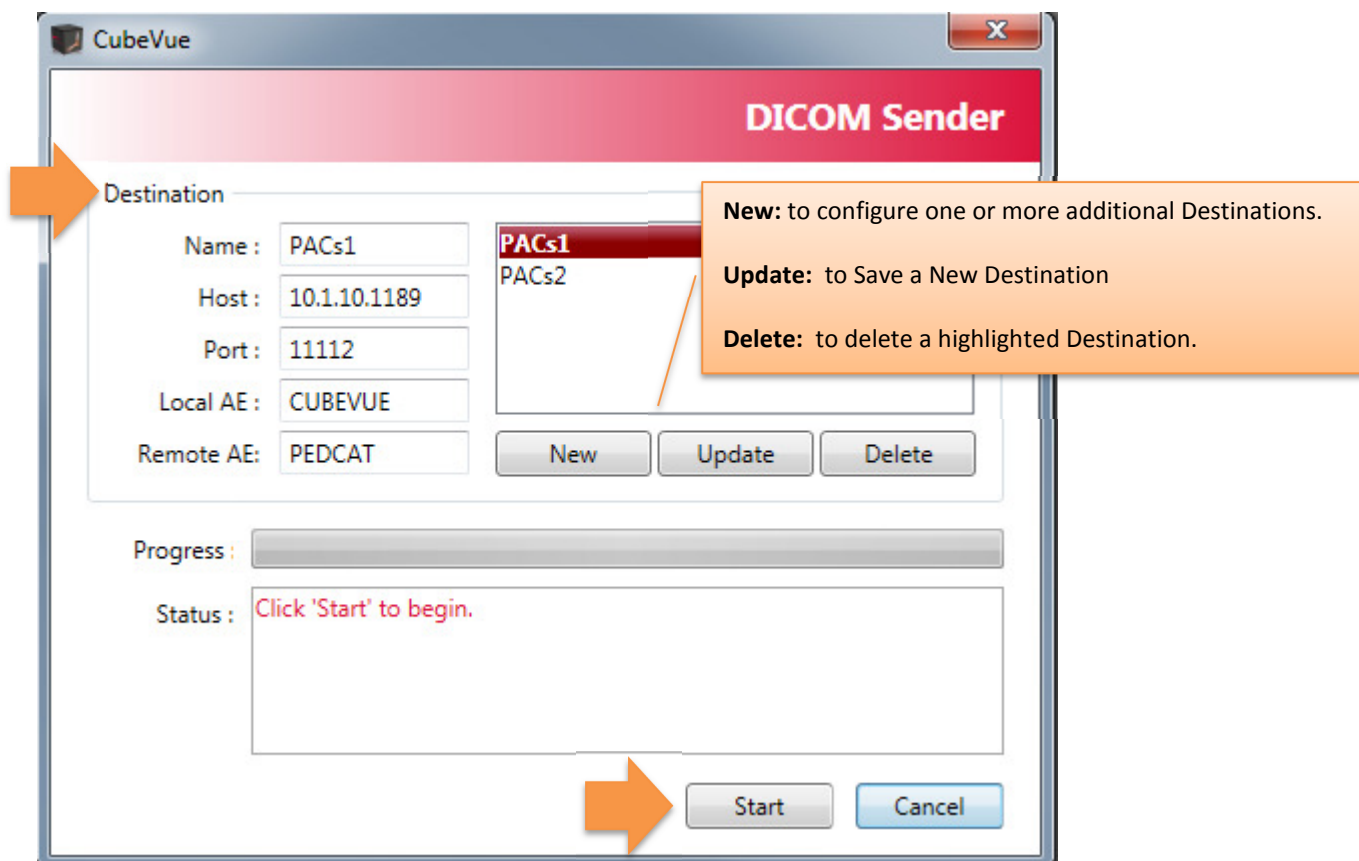 CubeVue
DICOM Sender
Destination
Name : PACs1
Host : 10.1.10.1189
Port : 11112
Local AE : CUBEVUE
Remote AE: PEDCAT
PACs1
PACs2
New: to configure one or more additional Destinations.
Update: to Save a New Destination
Delete: to delete a highlighted Destination.
New Update Delete
Progress :
Status : Click 'Start' to begin.
Start Cancel